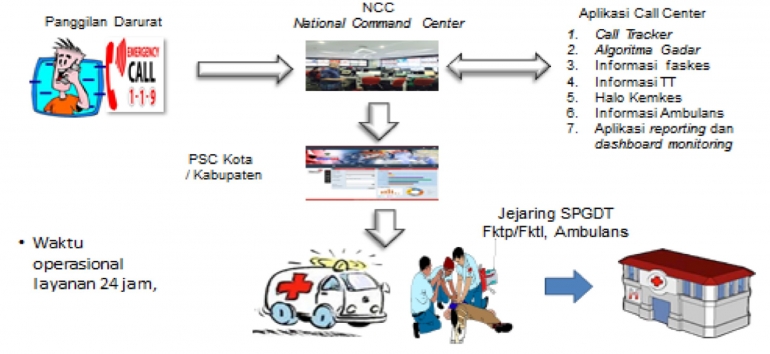 Panggilan Darurat
EMERGENCY
CALL
1-1-9
NCC
National Command Center
Aplikasi Call Center
1. Call Tracker
2. Algoritma Gadar
3. Informasi faskes
4. Informasi TT
5. Halo Kemkes
6. Informasi Ambulans
7. Aplikasi reporting dan
dashboard monitoring
PSC Kota
/ Kabupaten
• Waktu
operasional
layanan 24 jam,
Jejaring SPGDT
Fktp/Fktl, Ambulans